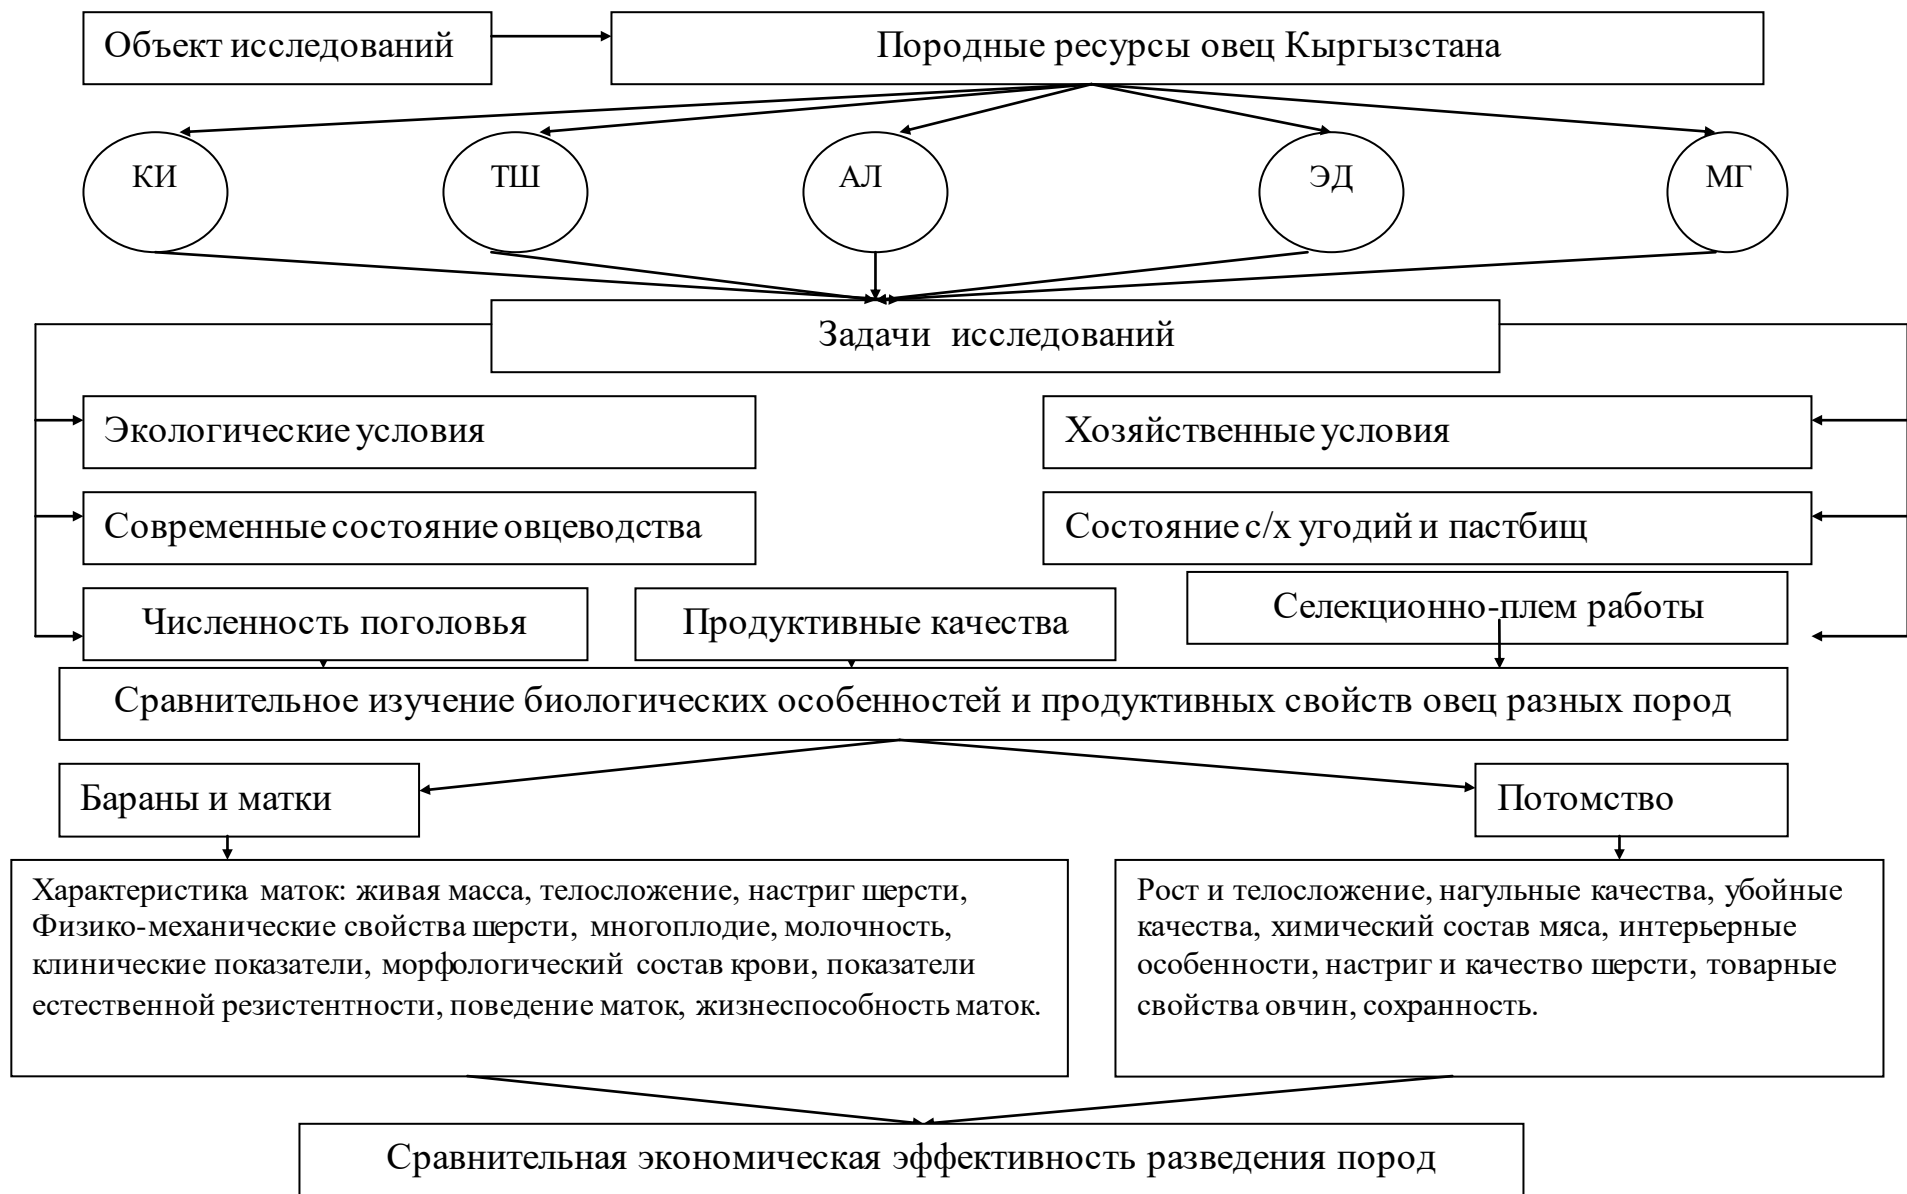 Объект исследований
Породные ресурсы овец Кыргызстана
КИ
ТШ
АЛ
ЭД
МГ
Задачи исследований
Экологические условия
Хозяйственные условия
Современные состояние овцеводства
Состояние с/х угодий и пастбищ
Численность поголовья
Продуктивные качества
Селекционно-плем работы
Сравнительное изучение биологических особенностей и продуктивных свойств овец разных пород
Бараны и матки
Потомство
Характеристика маток: живая масса, телосложение, настриг шерсти,
Физико-механические свойства шерсти, многоплодие, молочность,
клинические показатели, морфологический состав крови, показатели
естественной резистентности, поведение маток, жизнеспособность маток.
Рост и телосложение, нагульные качества, убойные
качества, химический состав мяса, интерьерные
особенности, настриг и качество шерсти, товарные
свойства овчин, сохранность.
Сравнительная экономическая эффективность разведения пород